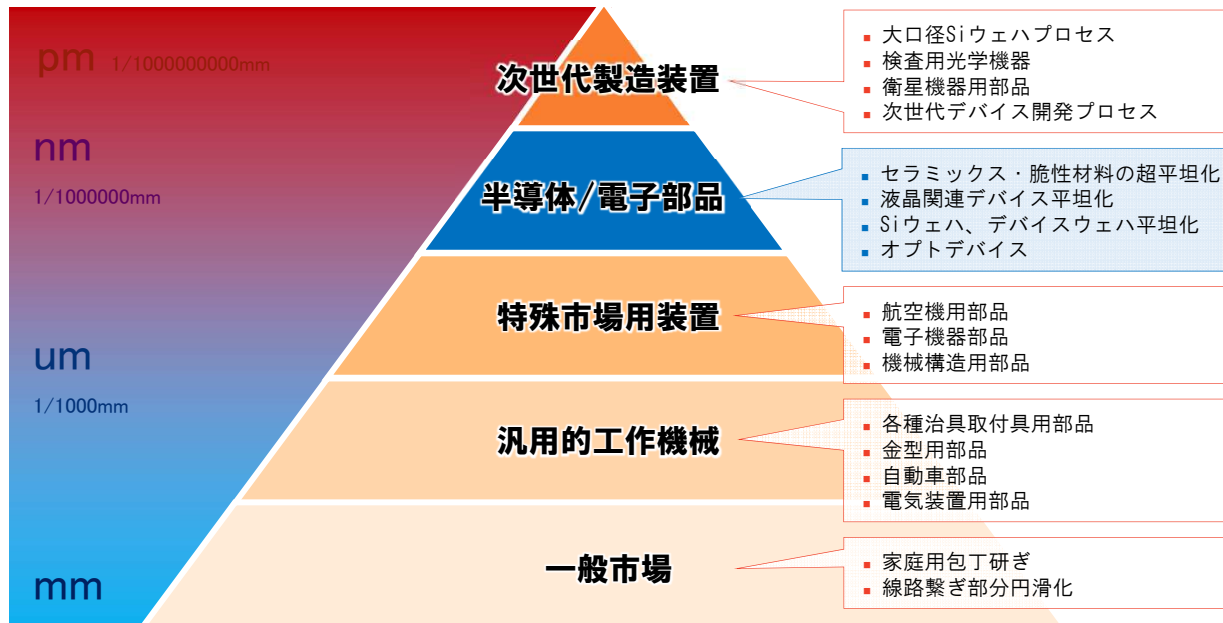 pm 1/1000000000mm
nm
1/1000000mm
um
1/1000mm
mm
次世代製造装置
大口径Siウェハプロセス
検査用光学機器
衛星機器用部品
次世代デバイス開発プロセス
半導体/電子部品
セラミックス・脆性材料の超平坦化
液晶関連デバイス平坦化
Siウェハ、デバイスウェハ平坦化
オプトデバイス
特殊市場用装置
航空機用部品
電子機器部品
機械構造用部品
汎用的工作機械
各種治具取付具用部品
金型用部品
自動車部品
電気装置用部品
一般市場
家庭用包丁研ぎ
線路繋ぎ部分円滑化